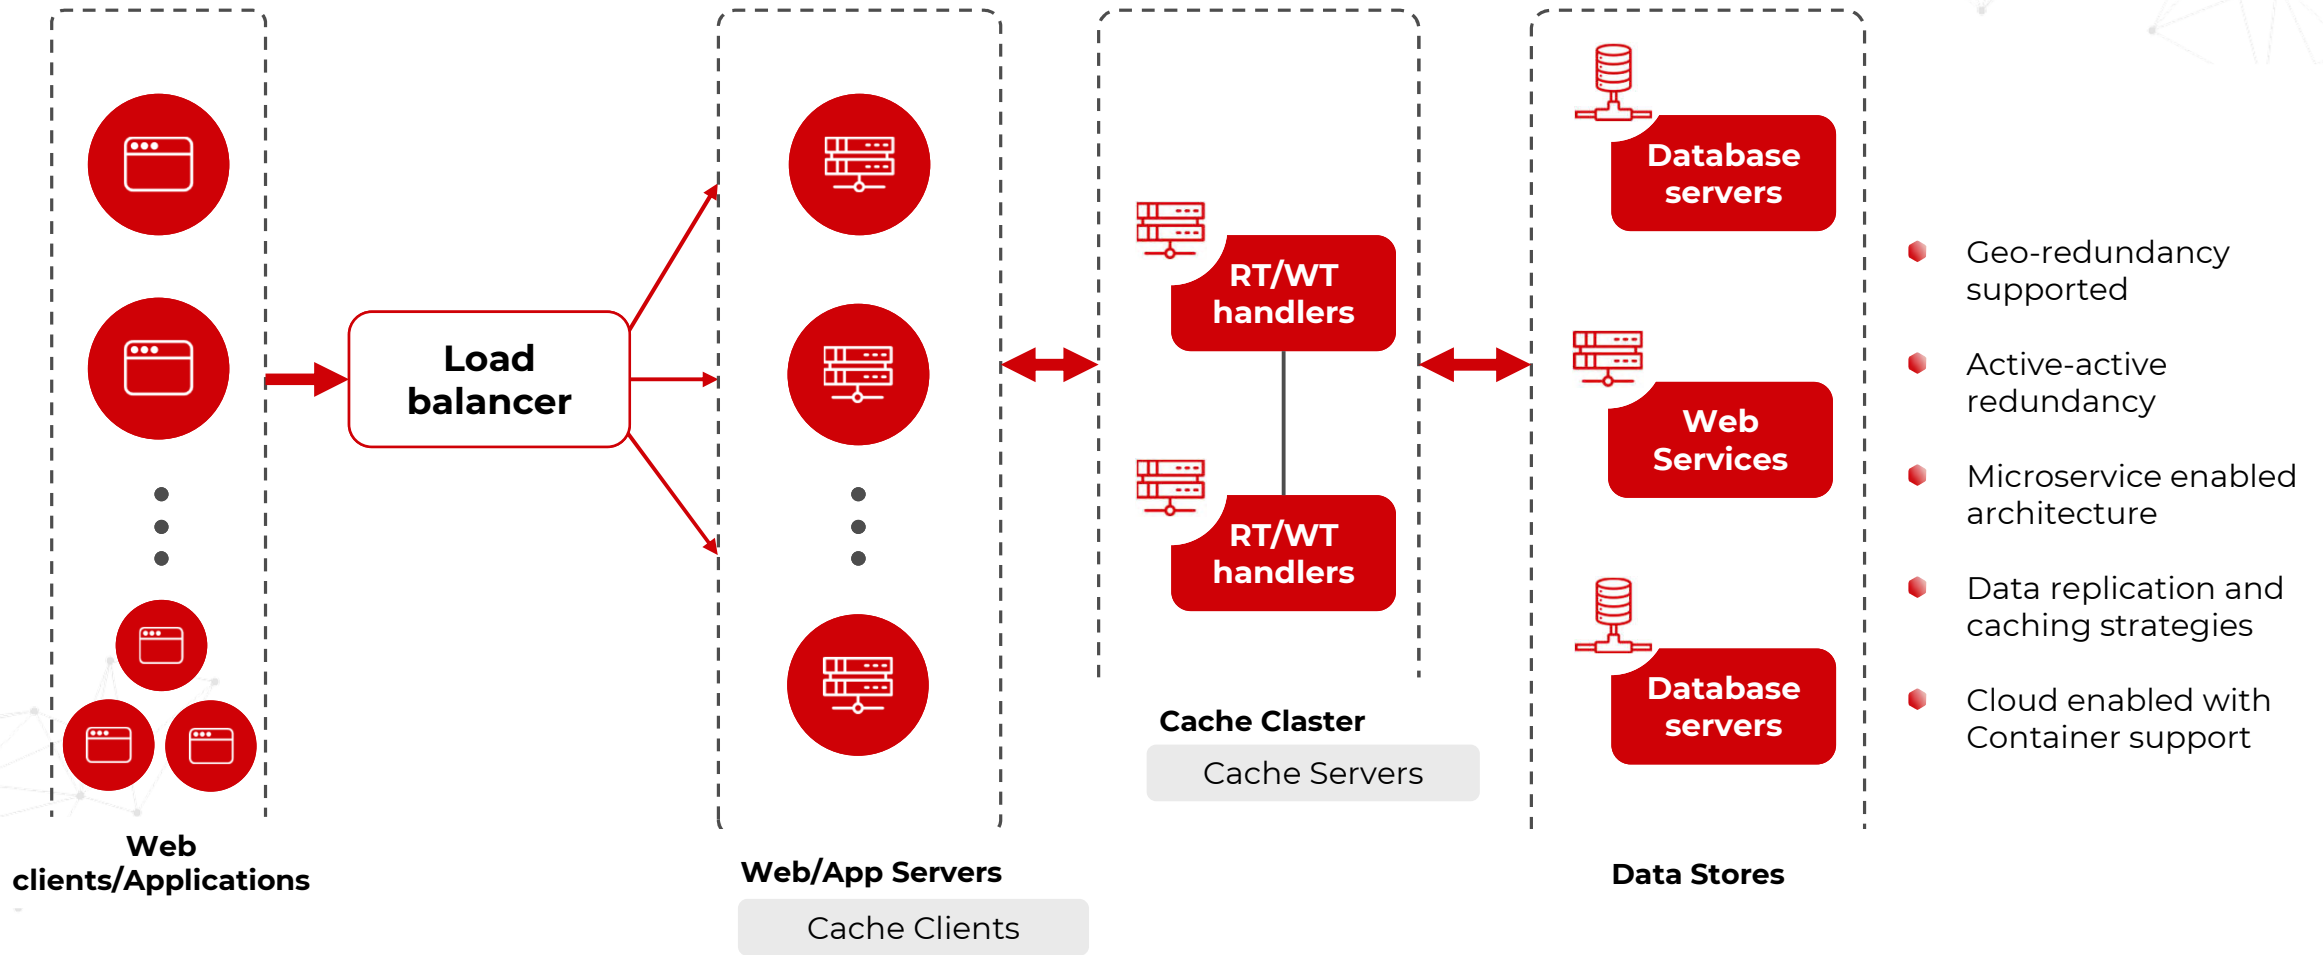 Web
clients/Applications
Load
balancer
Web/App Servers
Cache Clients
RT/WT
handlers
RT/WT
handlers
Cache Claster
Cache Servers
Database
servers
Web
Services
Database
servers
Data Stores
Geo-redundancy
supported
Active-active
redundancy
Microservice enabled
architecture
Data replication and
caching strategies
Cloud enabled with
Container support